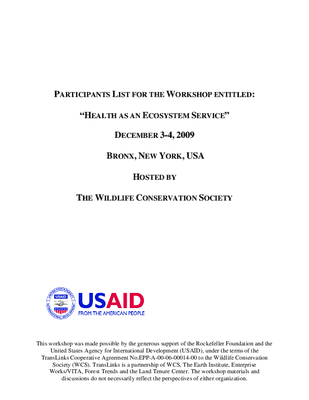 PARTICIPANTS LIST FOR THE WORKSHOP ENTITLED:
“HEALTH AS AN ECOSYSTEM SERVICE”
DECEMBER 3-4, 2009
BRONX, NEW YORK, USA
HOSTED BY
THE WILDLIFE CONSERVATION SOCIETY
USAID
USAID
FROM THE AMERICAN PEOPLE
This workshop was made possible by the generous support of the Rockefeller Foundation and the
United States Agency for International Development (USAID), under the terms of the
TransLinks Cooperative Agreement No.EPP-A-00-06-00014-00 to the Wildlife Conservation
Society (WCS). TransLinks is a partnership of WCS, The Earth Institute, Enterprise
Works/VITA, Forest Trends and the Land Tenure Center. The workshop materials and
discussions do not necessarily reflect the perspectives of either organization.